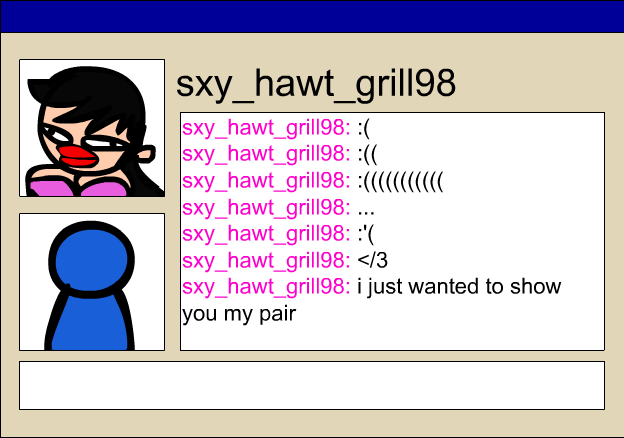 sxy_hawt_grill98
sxy_hawt_grill98: :(
sxy_hawt_grill98: :((
sxy_hawt_grill98: :(((((((((((
sxy_hawt_grill98: ...
sxy_hawt_grill98: :'(
sxy_hawt_grill98: </3
sxy_hawt_grill98: i just wanted to show
you my pair